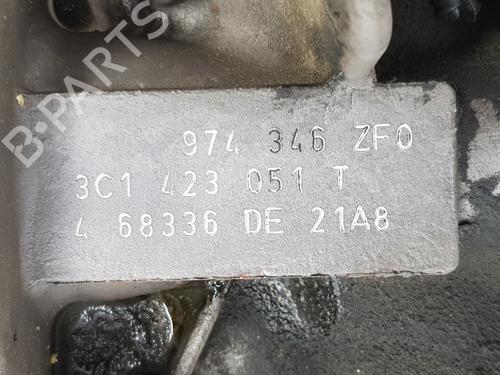 B-PARTS
974 346 ZF0
3C1 423 051 T
4 68336 DE 21A8